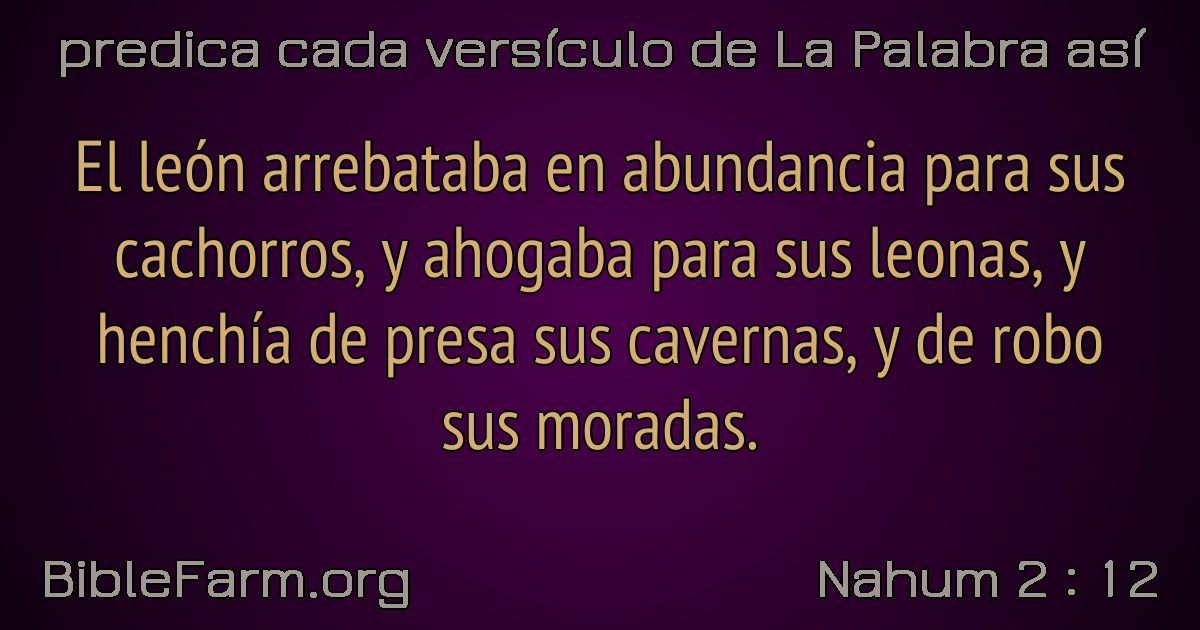 predica cada versículo de La Palabra así
El león arrebataba en abundancia para sus
cachorros, y ahogaba para sus leonas, y
henchía de presa sus cavernas, y de robo
sus moradas.
BibleFarm.org
Nahum 2 : 12